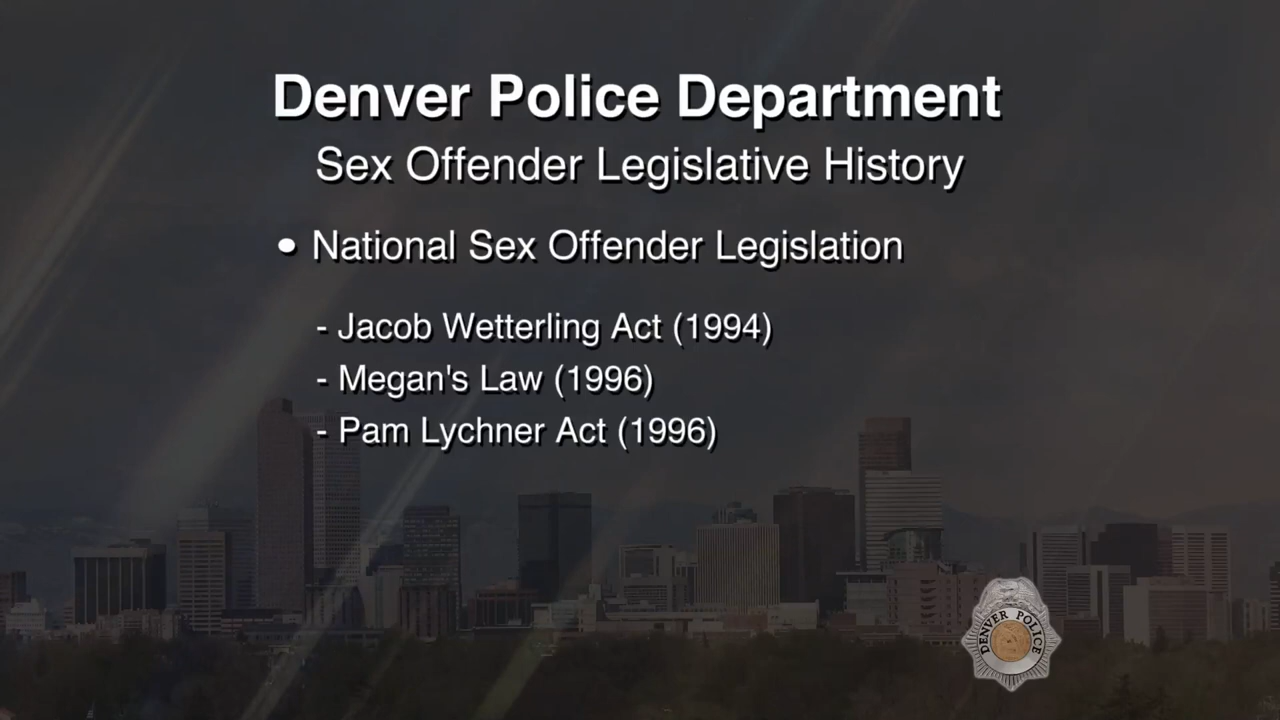 Denver Police Department
Sex Offender Legislative History
• National Sex Offender Legislation
- Jacob Wetterling Act (1994)
- Megan's Law (1996)
- Pam Lychner Act (1996)
DENVER POLICE